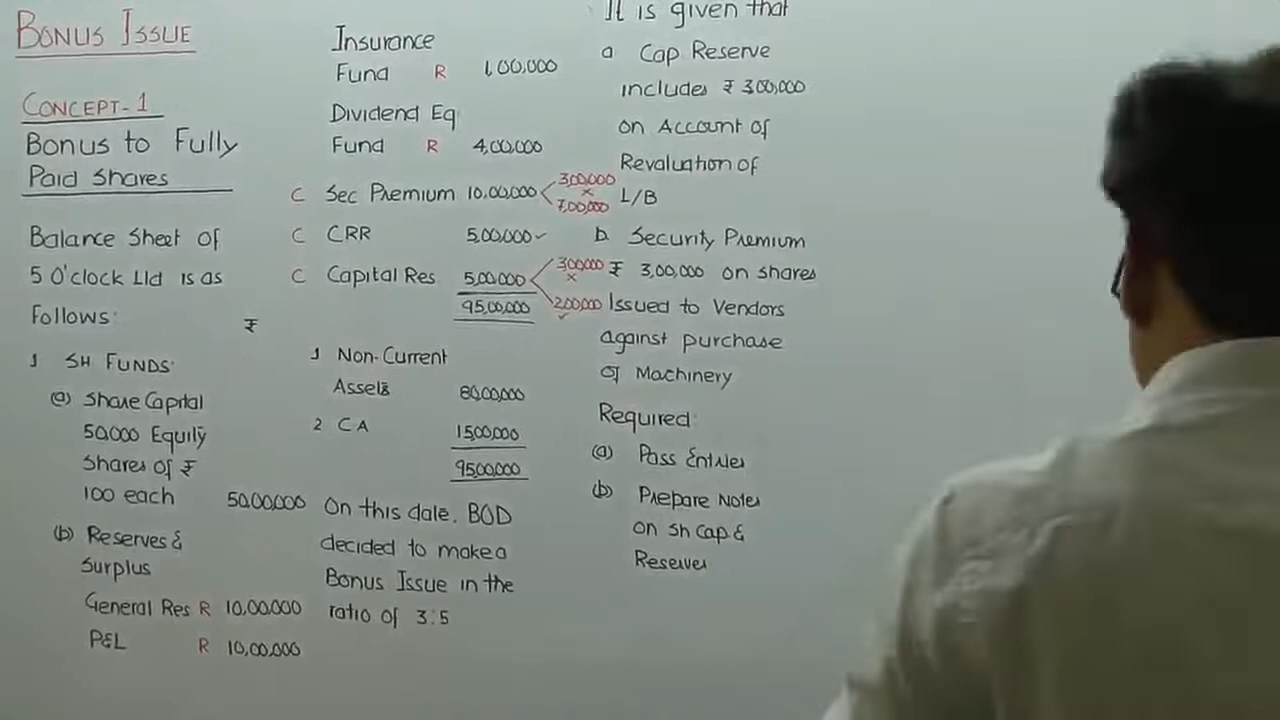 BONUS ISSUE
CONCEPT-1
Bonus to Fully
Paid shares
Balance Sheet of
5 O'clock Ltd is as
Follows:
₹
1 SH FUNDS:
(a) Share Capital
50,000 Equity
Shares of ₹
100 each 50,00,000
(b) Reserves &
Surplus
General Res R 10,00,000
P&L R 10,00,000
Insurance
Fund R 1,00,000
Dividend Eq
Fund R 4,00,000
C Sec Premium 10,00,000 < 3,00,000
×
7,00,000
C CRR 5,00,000 ✓
C Capital Res 5,00,000 < 300,000
×
2,00,000
✓
95,00,000
1 Non-Current
Assets 80,00,000
2 CA 15,00,000
95,00,000
On this date, BOD
decided to make a
Bonus Issue in the
ratio of 3:5
It is given that
a Cap Reserve
includes ₹ 3,00,000
on Account of
Revaluation of
L/B
b. Security Premium
₹ 3,00,000 on shares
Issued to Vendors
against purchase
of Machinery
Required:
(a) Pass Entries
(b) Prepare Notes
on Sh Cap &
Reserves